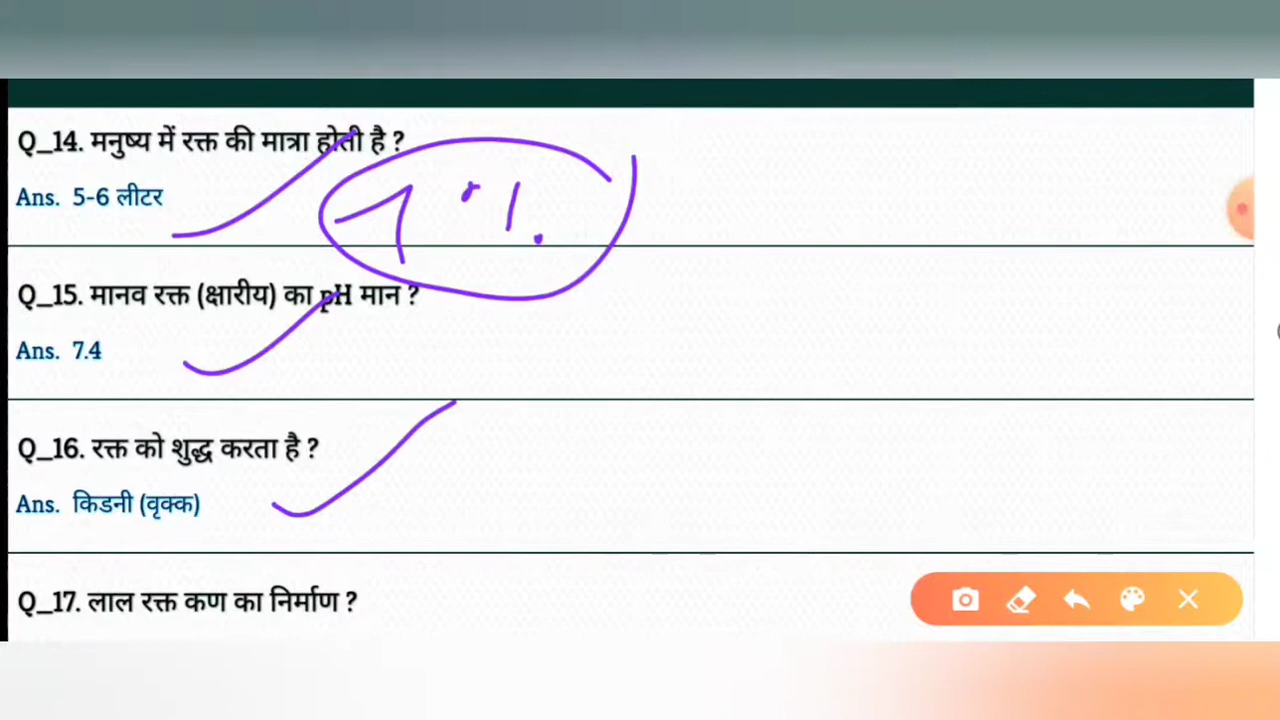 Q_14. मनुष्य में रक्त की मात्रा होती है ?
Ans. 5-6 लीटर
7 %
Q_15. मानव रक्त (क्षारीय) का pH मान ?
Ans. 7.4
Q_16. रक्त को शुद्ध करता है ?
Ans. किडनी (वृक्क)
Q_17. लाल रक्त कण का निर्माण ?